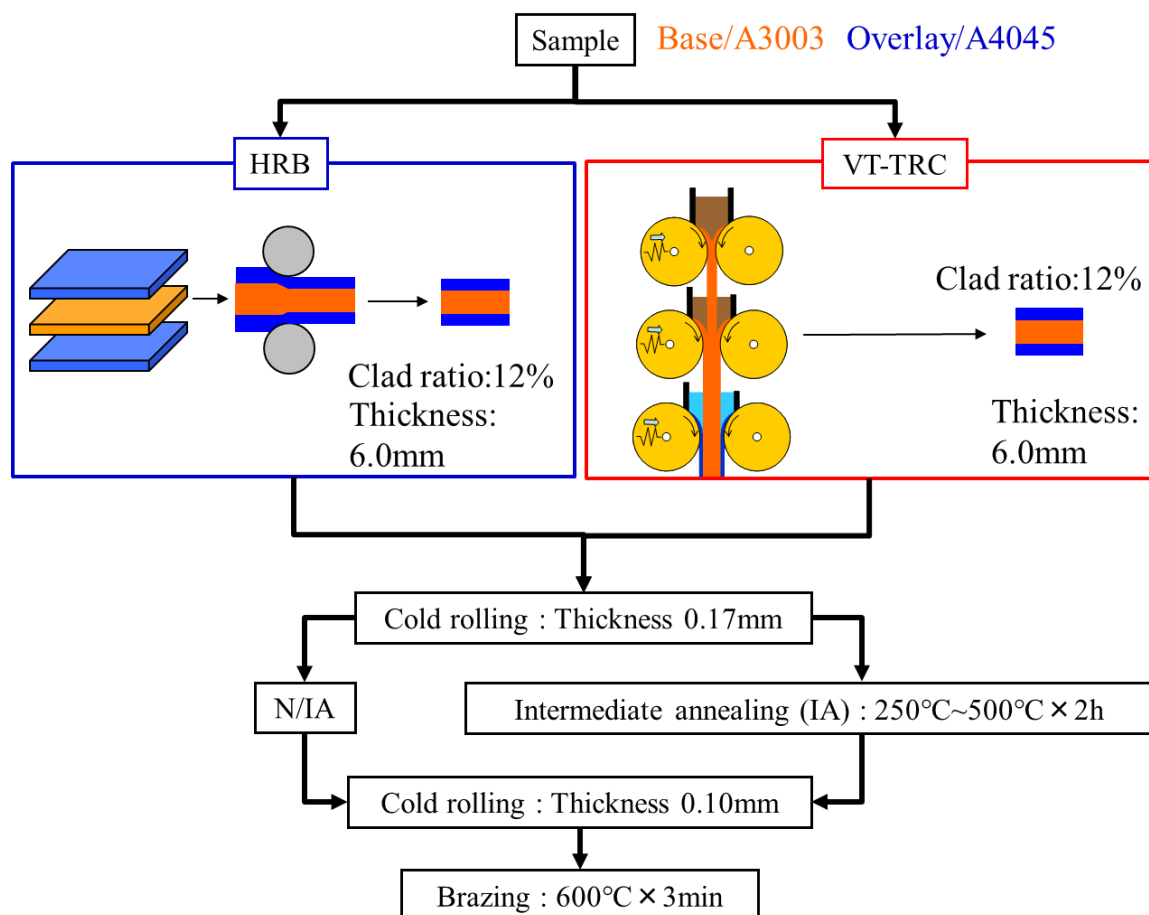 Sample Base/A3003 Overlay/A4045
HRB
VT-TRC
Clad ratio:12%
Thickness:
6.0mm
Clad ratio:12%
Thickness:
6.0mm
Cold rolling : Thickness 0.17mm
N/IA
Intermediate annealing (IA) : 250℃~500℃×2h
Cold rolling : Thickness 0.10mm
Brazing : 600℃×3min